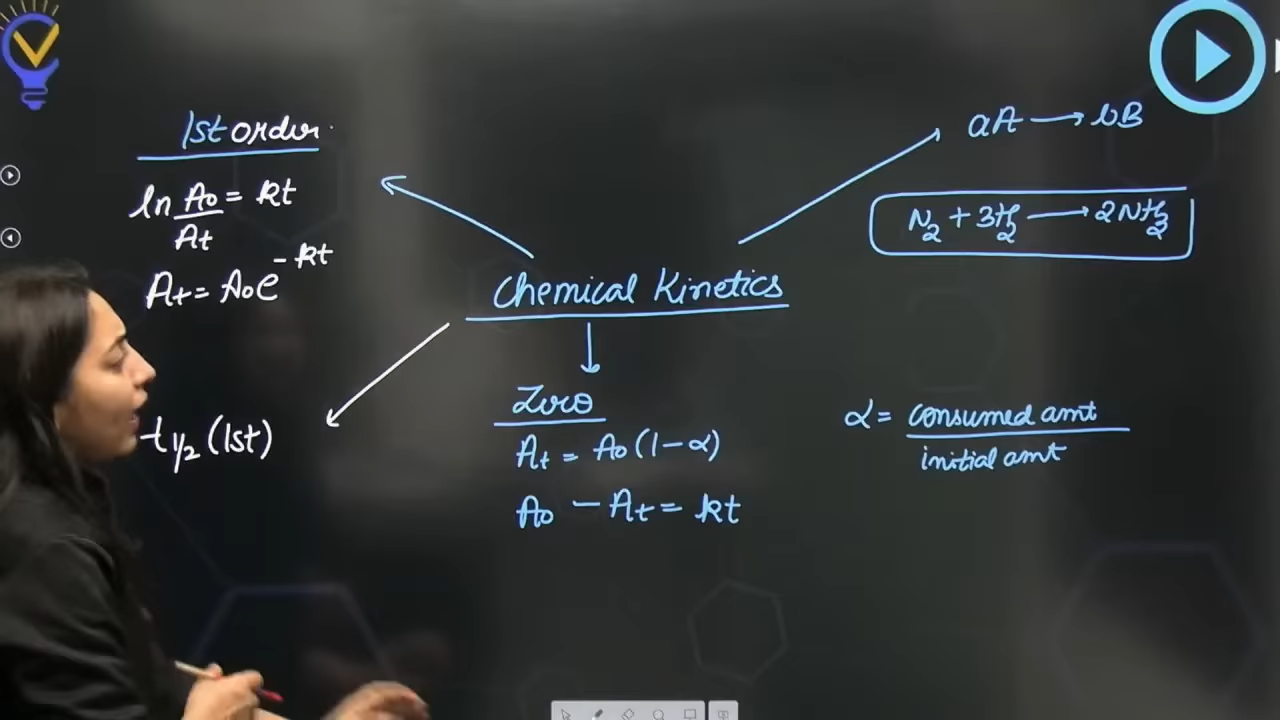 1st order
ln A₀/Aₜ = kt
Aₜ = A₀e^-kt
t1/2 (1st)
Chemical Kinetics
Zero
Aₜ = A₀(1-α)
A₀ - Aₜ = kt
aA → bB
N₂ + 3H₂ → 2NH₂
α = consumed amt
initial amt